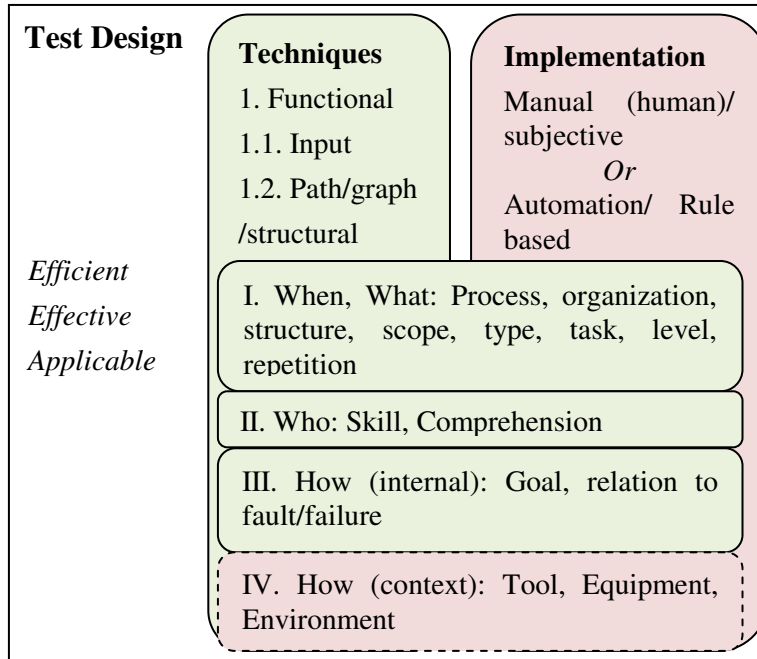 Test Design
Techniques
1. Functional
1.1. Input
1.2. Path/graph
/structural
Implementation
Manual (human)/
subjective
Or
Automation/ Rule
based
Efficient
Effective
Applicable
I. When, What: Process, organization,
structure, scope, type, task, level,
repetition
II. Who: Skill, Comprehension
III. How (internal): Goal, relation to
fault/failure
IV. How (context): Tool, Equipment,
Environment